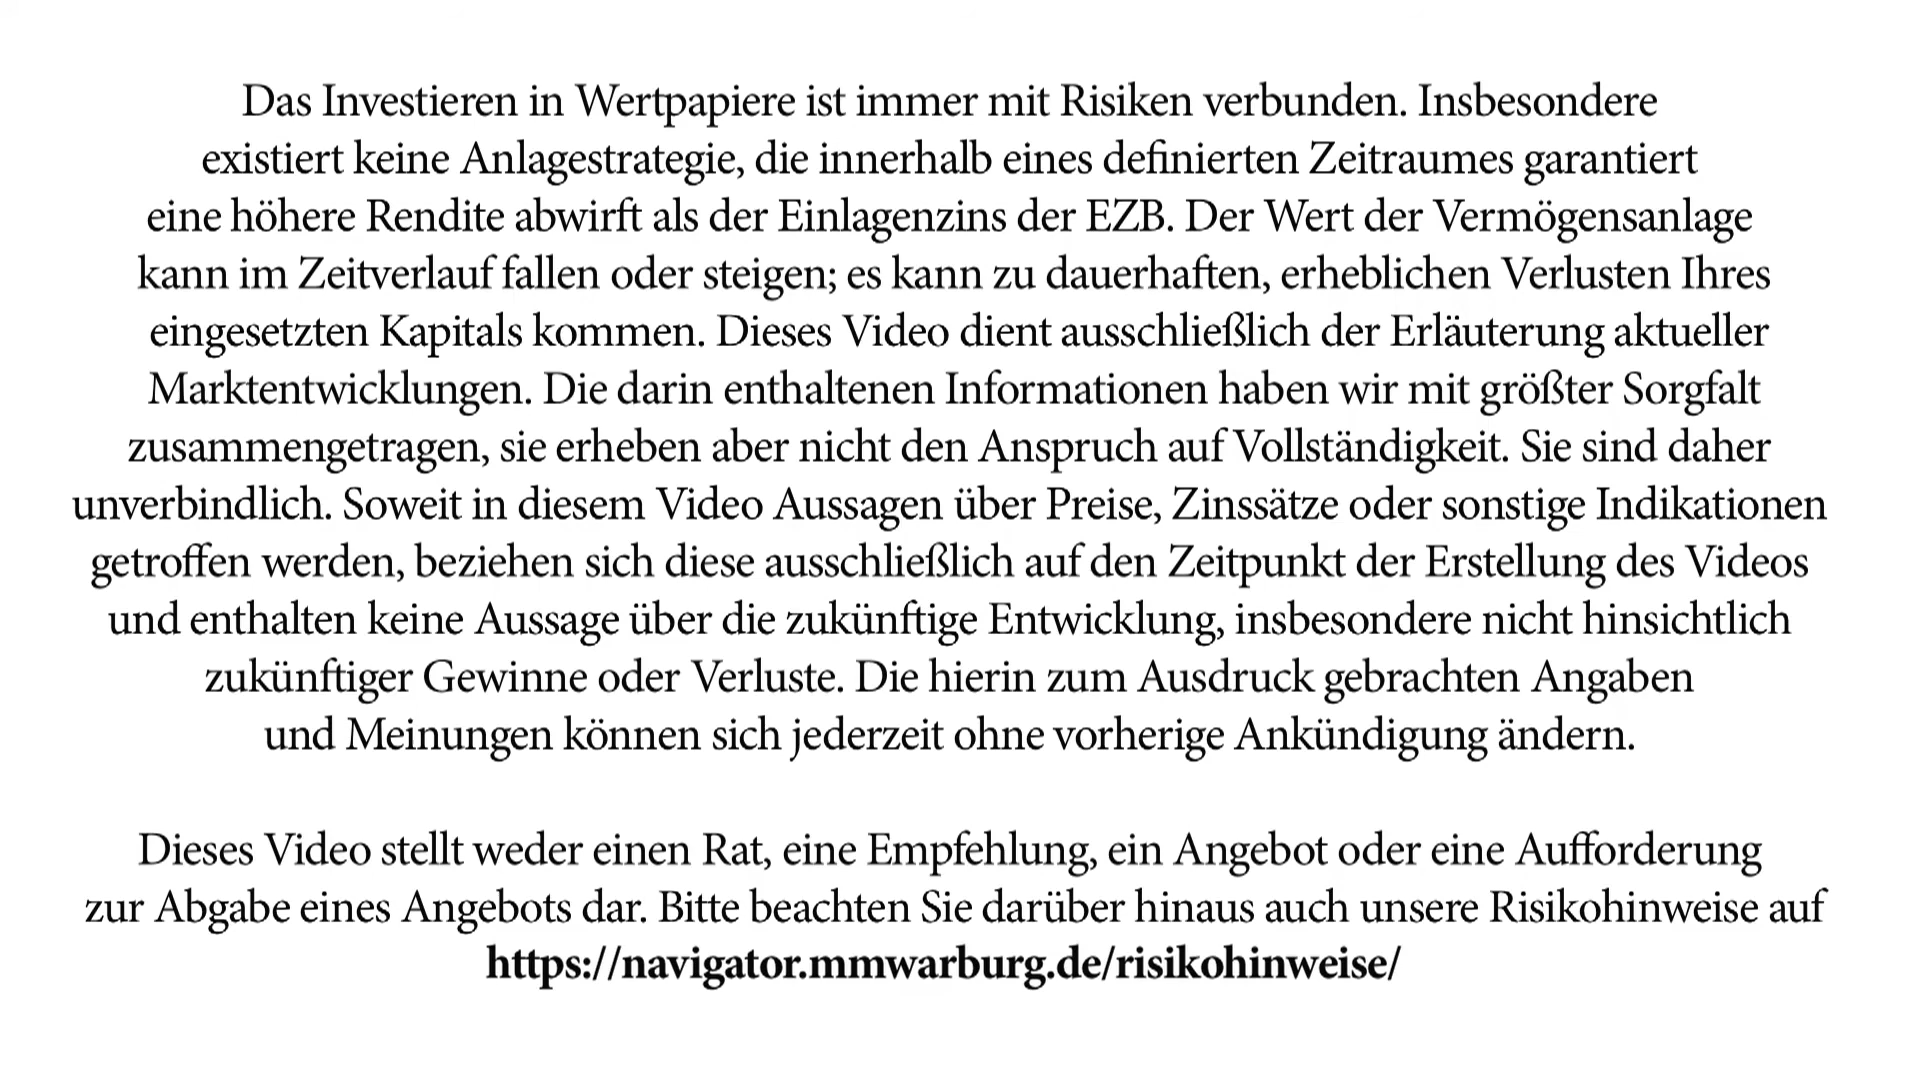 Das Investieren in Wertpapiere ist immer mit Risiken verbunden. Insbesondere
existiert keine Anlagestrategie, die innerhalb eines definierten Zeitraumes garantiert
eine höhere Rendite abwirft als der Einlagenzins der EZB. Der Wert der Vermögensanlage
kann im Zeitverlauf fallen oder steigen; es kann zu dauerhaften, erheblichen Verlusten Ihres
eingesetzten Kapitals kommen. Dieses Video dient ausschließlich der Erläuterung aktueller
Marktentwicklungen. Die darin enthaltenen Informationen haben wir mit größter Sorgfalt
zusammengetragen, sie erheben aber nicht den Anspruch auf Vollständigkeit. Sie sind daher
unverbindlich. Soweit in diesem Video Aussagen über Preise, Zinssätze oder sonstige Indikationen
getroffen werden, beziehen sich diese ausschließlich auf den Zeitpunkt der Erstellung des Videos
und enthalten keine Aussage über die zukünftige Entwicklung, insbesondere nicht hinsichtlich
zukünftiger Gewinne oder Verluste. Die hierin zum Ausdruck gebrachten Angaben
und Meinungen können sich jederzeit ohne vorherige Ankündigung ändern.
Dieses Video stellt weder einen Rat, eine Empfehlung, ein Angebot oder eine Aufforderung
zur Abgabe eines Angebots dar. Bitte beachten Sie darüber hinaus auch unsere Risikohinweise auf
https://navigator.mmwarburg.de/risikohinweise/